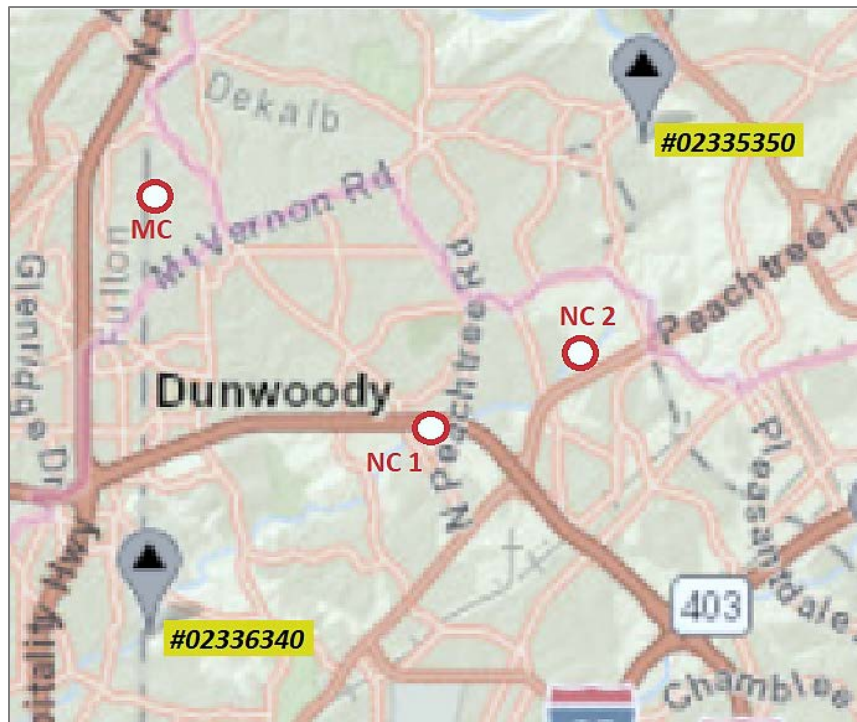 Dekalb
#02335350
MC
Mt Vernon Rd
Fulton
Glenridge Dr
N Peachtree Rd
NC 2
Peachtree In
Dunwoody
NC 1
Pleasantdale
pitality Hwy
403
#02336340
Chamblee